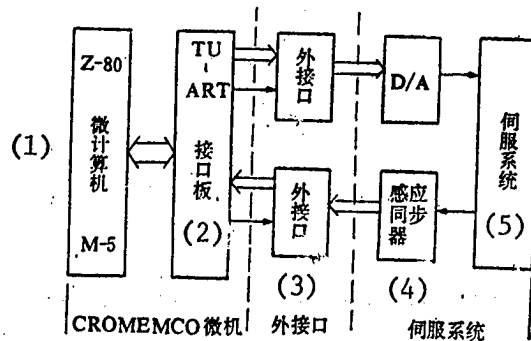 (1)
Z-80
微计算机
M-5
TU
ART
接口板
(2)
外接口
外接口
(3)
D/A
感应同步器
(4)
伺服系统
(5)
CROMEMCO微机
外接口
伺服系统